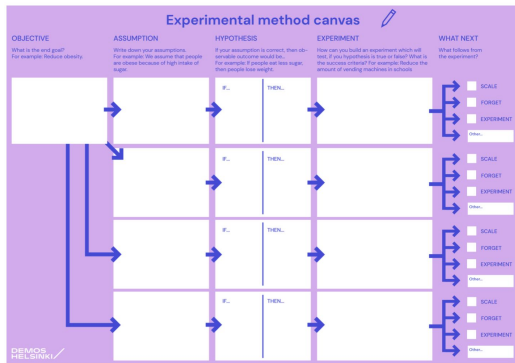 Experimental method canvas
OBJECTIVE
What is the end goal?
For example: Reduce obesity.
ASSUMPTION
Write down your assumptions.
For example: We assume that people
are obese because of high intake of
sugar.
HYPOTHESIS
If your assumption is correct, then ob-
servable outcome would be...
For example: If people eat less sugar,
then people lose weight.
EXPERIMENT
How can you build an experiment which will
test, if you hypothesis is true or false? What is
the success criteria? For example: Reduce the
amount of vending machines in schools
WHAT NEXT
What follows from
the experiment?
IF...
THEN...
SCALE
FORGET
EXPERIMENT
Other...
IF...
THEN...
SCALE
FORGET
EXPERIMENT
Other...
IF...
THEN...
SCALE
FORGET
EXPERIMENT
Other...
IF...
THEN...
SCALE
FORGET
EXPERIMENT
Other...
DEMOS
HELSINKI